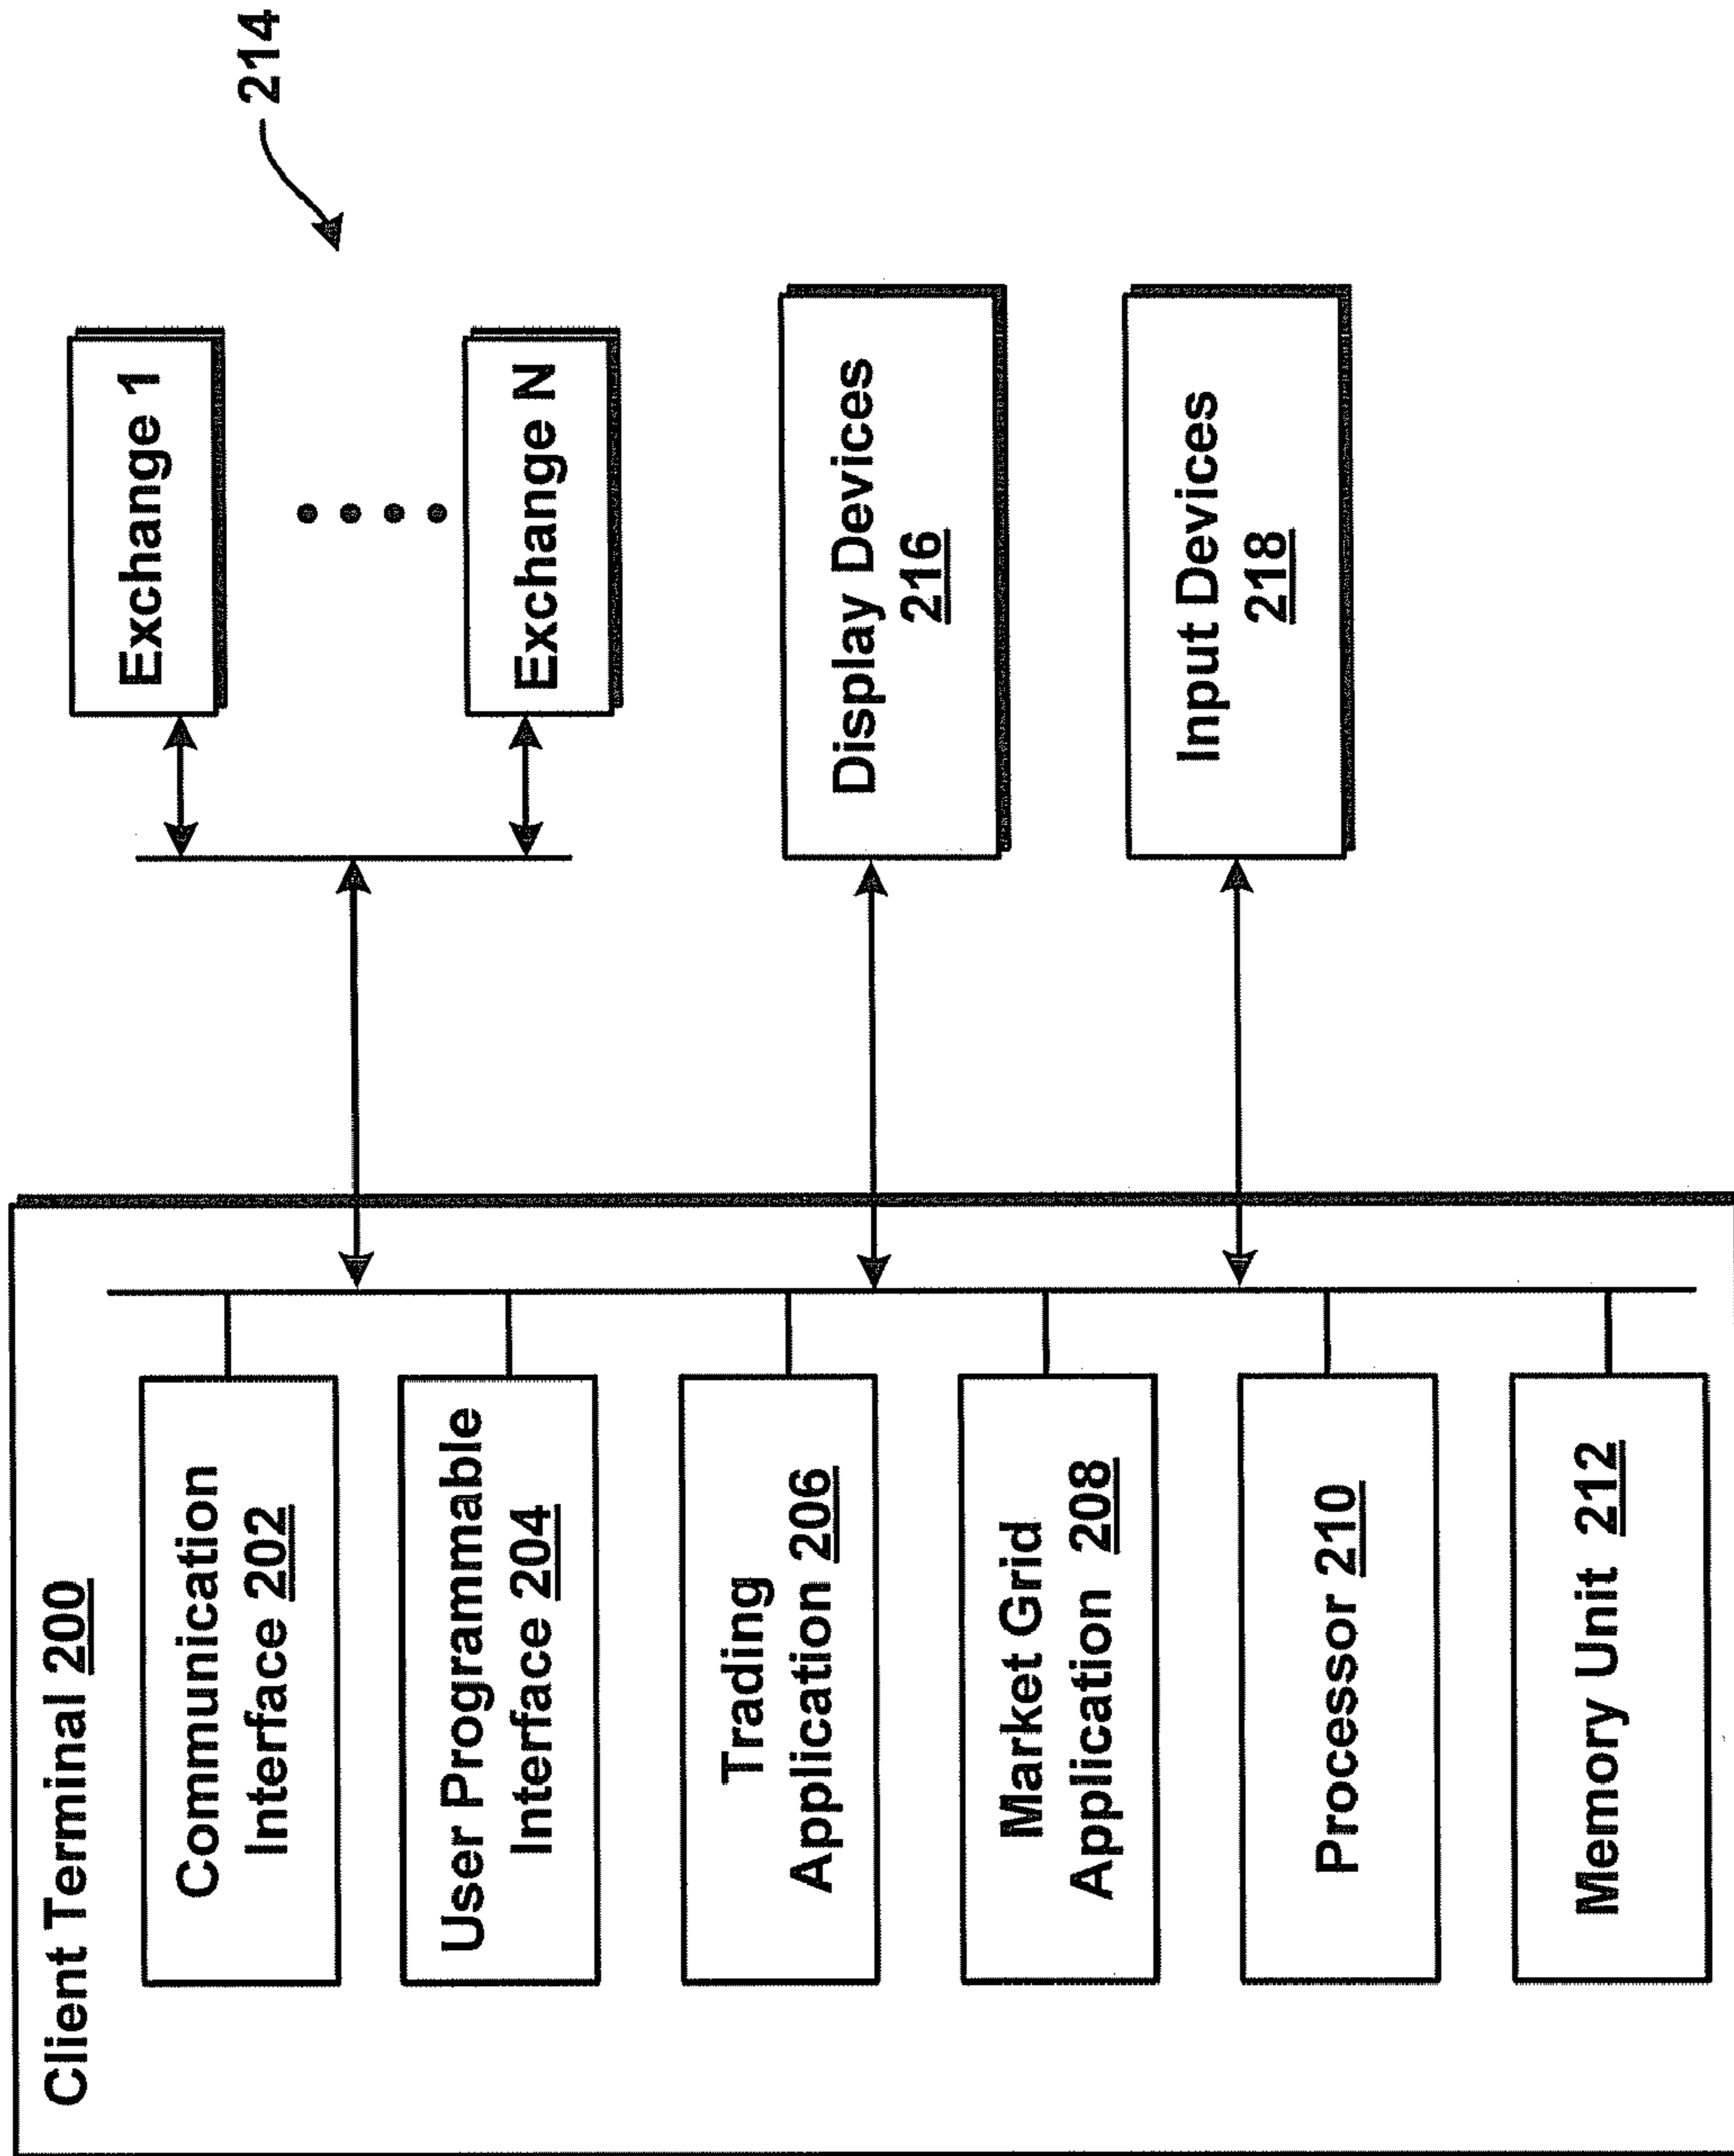 Client Terminal 200
Communication
Interface 202
User Programmable
Interface 204
Trading
Application 206
Market Grid
Application 208
Processor 210
Memory Unit 212
Exchange 1
Exchange N
214
Display Devices
216
Input Devices
218